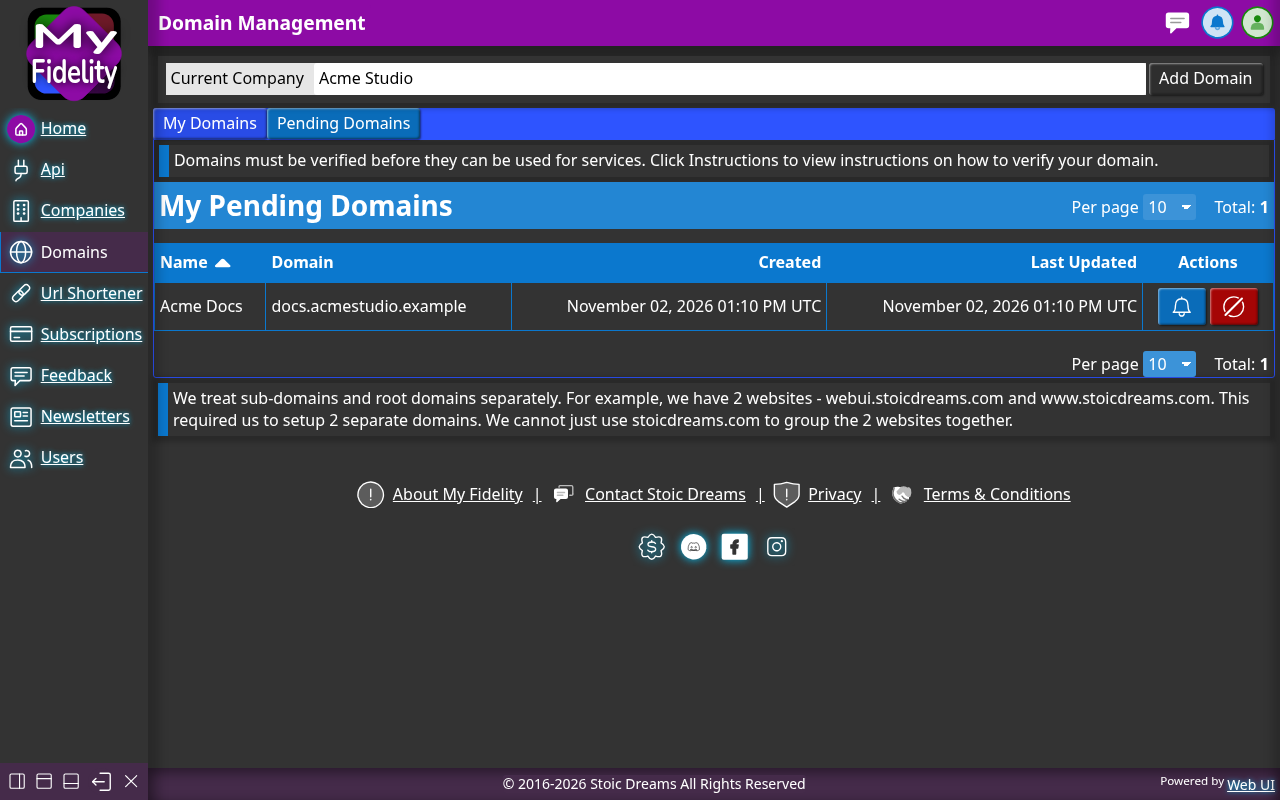 My
Fidelity
Domain Management
Current Company Acme Studio Add Domain
Home
Api
Companies
Domains
Url Shortener
Subscriptions
Feedback
Newsletters
Users
My Domains Pending Domains
Domains must be verified before they can be used for services. Click Instructions to view instructions on how to verify your domain.
My Pending Domains Per page 10 Total: 1
Name Domain Created Last Updated Actions
Acme Docs docs.acmestudio.example November 02, 2026 01:10 PM UTC November 02, 2026 01:10 PM UTC
Per page 10 Total: 1
We treat sub-domains and root domains separately. For example, we have 2 websites - webui.stoicdreams.com and www.stoicdreams.com. This
required us to setup 2 separate domains. We cannot just use stoicdreams.com to group the 2 websites together.
About My Fidelity | Contact Stoic Dreams | Privacy | Terms & Conditions
© 2016-2026 Stoic Dreams All Rights Reserved
Powered by Web UI